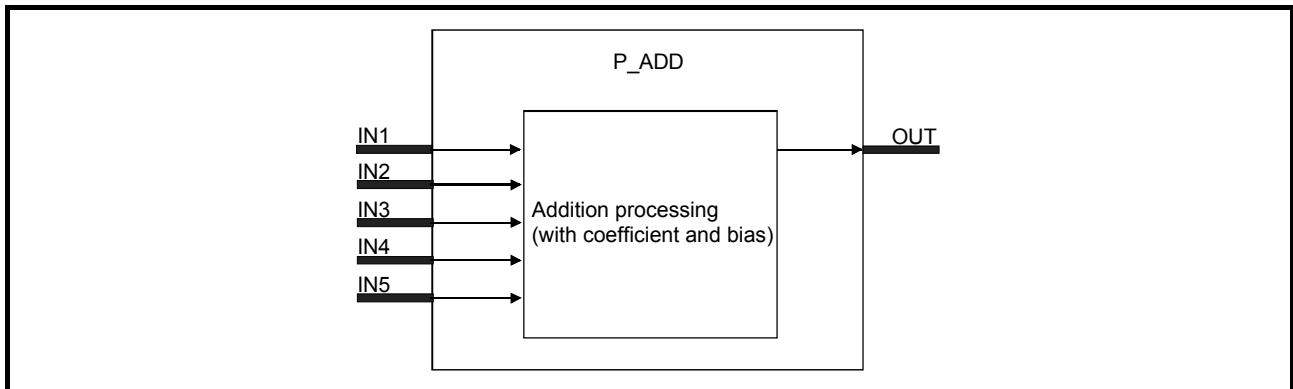 P_ADD
IN1
OUT
IN2
IN3
Addition processing
(with coefficient and bias)
IN4
IN5